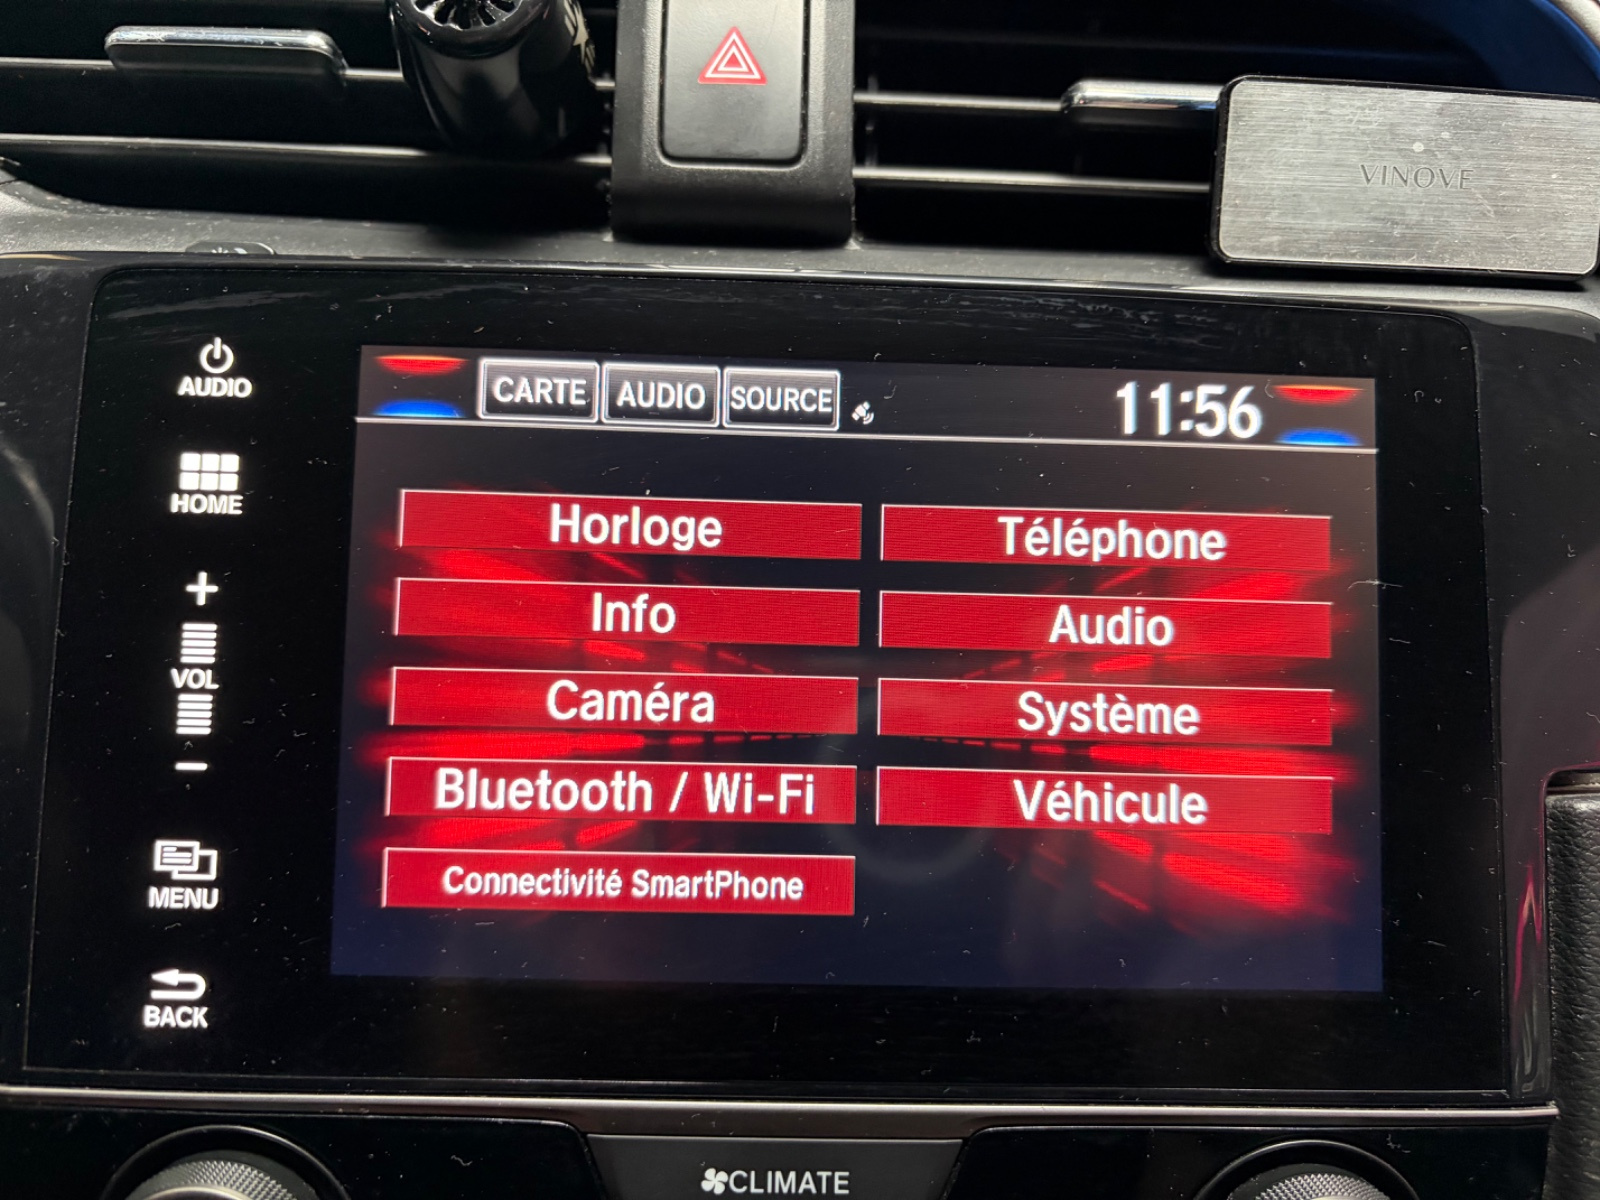 VINOVE
AUDIO
HOME
+
VOL
−
MENU
BACK
CARTE AUDIO SOURCE 11:56
Horloge Téléphone
Info Audio
Caméra Système
Bluetooth / Wi-Fi Véhicule
Connectivité SmartPhone
CLIMATE